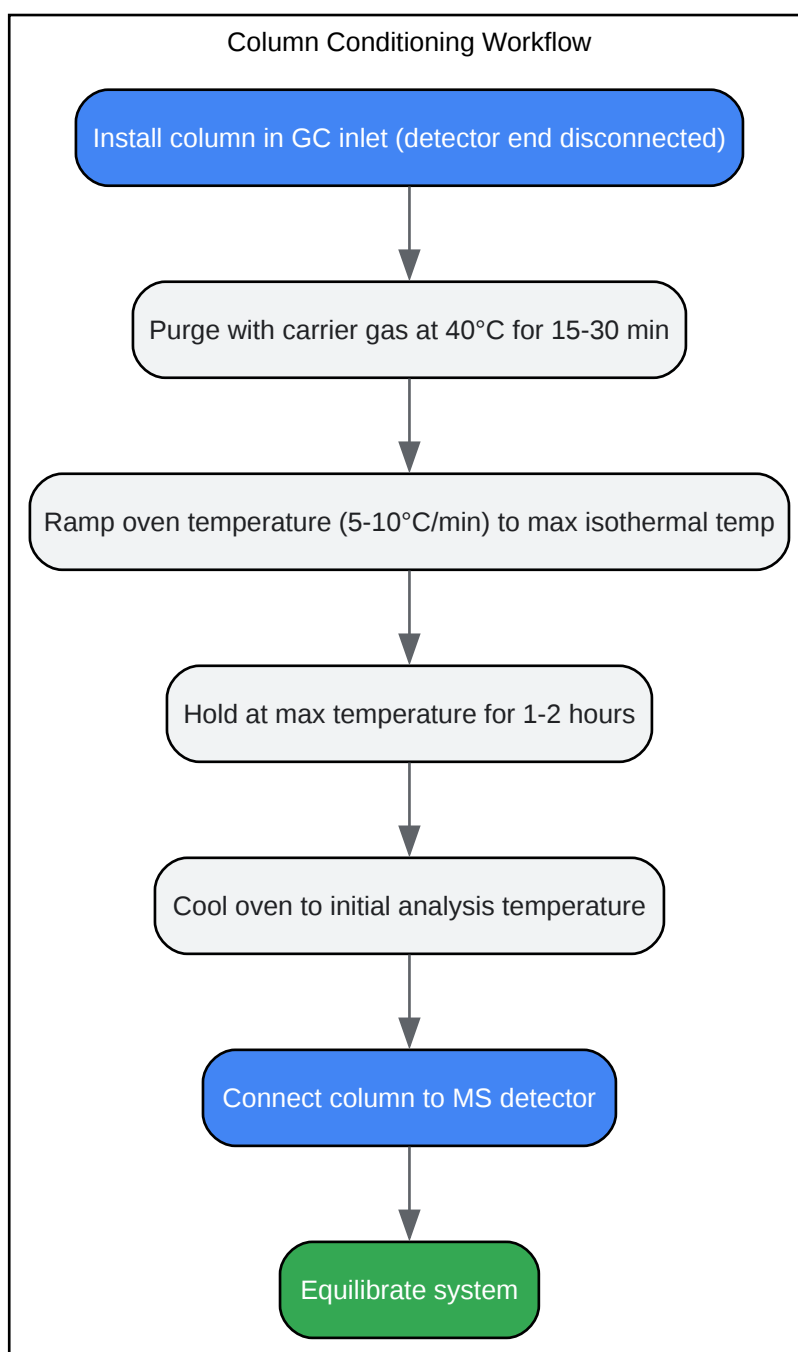 Column Conditioning Workflow
Install column in GC inlet (detector end disconnected)
Purge with carrier gas at 40°C for 15-30 min
Ramp oven temperature (5-10°C/min) to max isothermal temp
Hold at max temperature for 1-2 hours
Cool oven to initial analysis temperature
Connect column to MS detector
Equilibrate system